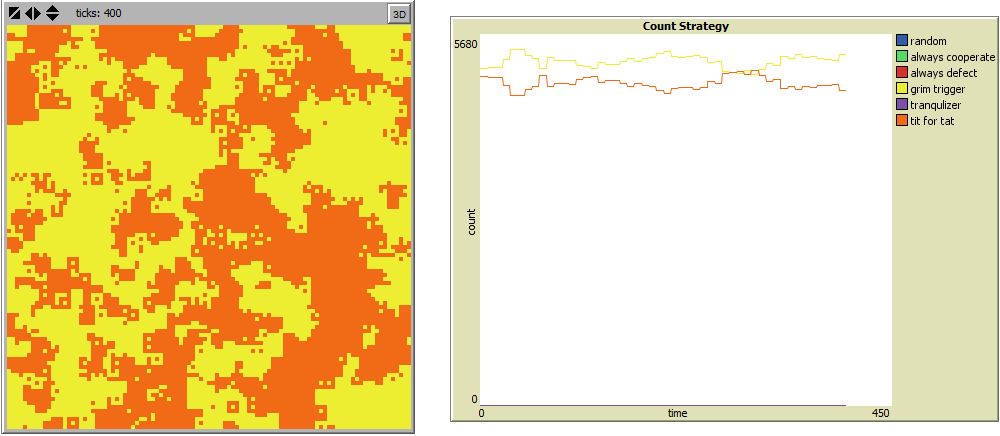 ticks: 400
3D
Count Strategy
5680
count
0
0
time
450
random
always cooperate
always defect
grim trigger
tranqulizer
tit for tat